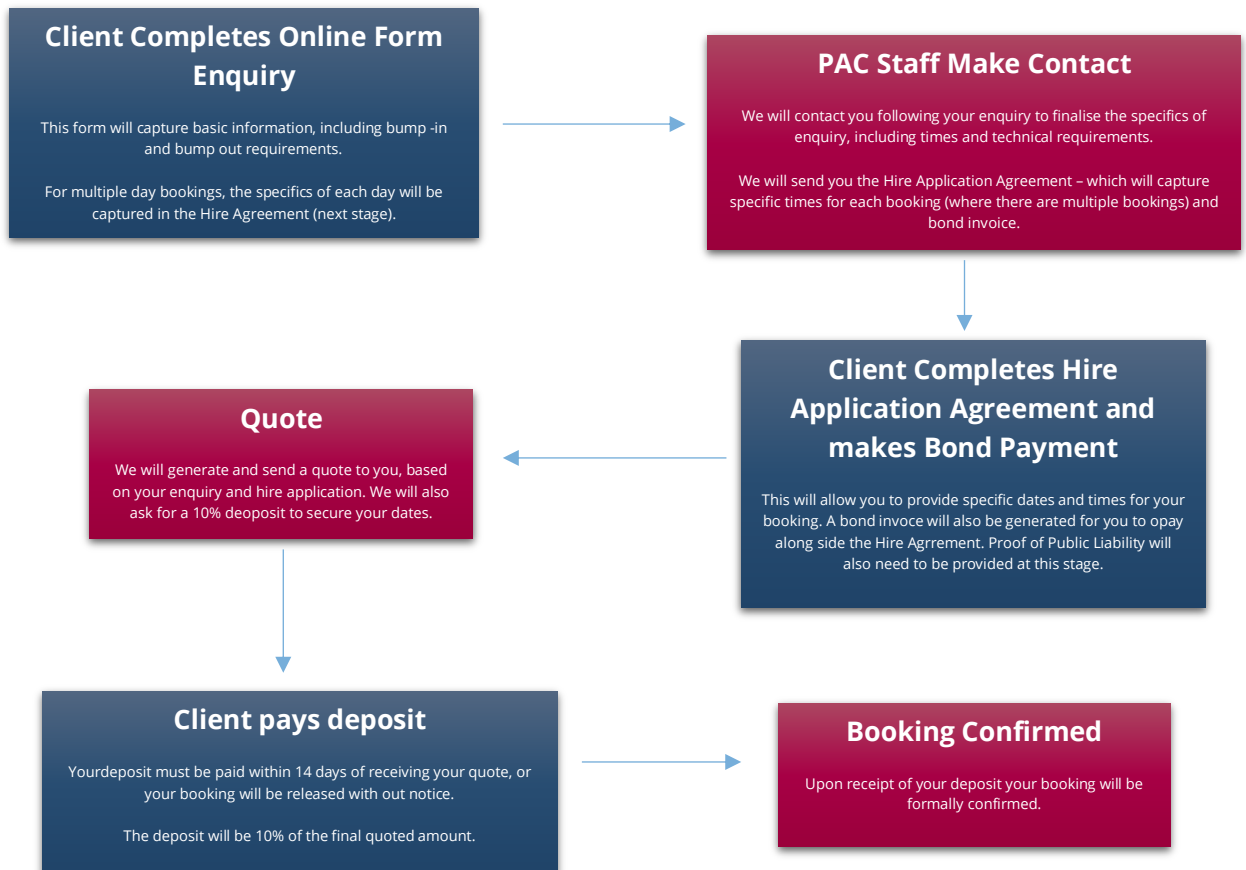 Client Completes Online Form
Enquiry
This form will capture basic information, including bump -in
and bump out requirements.
For multiple day bookings, the specifics of each day will be
captured in the Hire Agreement (next stage).
PAC Staff Make Contact
We will contact you following your enquiry to finalise the specifics of
enquiry, including times and technical requirements.
We will send you the Hire Application Agreement – which will capture
specific times for each booking (where there are multiple bookings) and
bond invoice.
Client Completes Hire
Application Agreement and
makes Bond Payment
This will allow you to provide specific dates and times for your
booking. A bond invoce will also be generated for you to opay
along side the Hire Agrrement. Proof of Public Liability will
also need to be provided at this stage.
Quote
We will generate and send a quote to you, based
on your enquiry and hire application. We will also
ask for a 10% deoposit to secure your dates.
Client pays deposit
Yourdeposit must be paid within 14 days of receiving your quote, or
your booking will be released with out notice.
The deposit will be 10% of the final quoted amount.
Booking Confirmed
Upon receipt of your deposit your booking will be
formally confirmed.